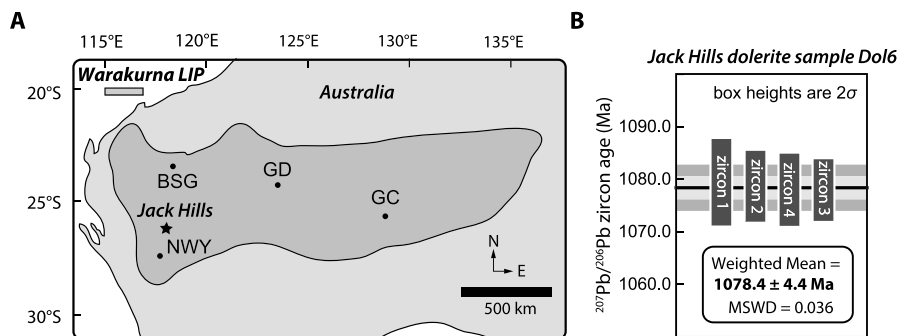 A
115°E
120°E
125°E
130°E
135°E
Warakurna LIP
20°S
25°S
30°S
Australia
BSG
GD
GC
Jack Hills
NWY
N
E
500 km
B
Jack Hills dolerite sample Dol6
box heights are 2σ
²⁰⁷Pb/²⁰⁶Pb zircon age (Ma)
1090.0
1080.0
1070.0
1060.0
zircon 1
zircon 2
zircon 4
zircon 3
Weighted Mean =
1078.4 ± 4.4 Ma
MSWD = 0.036